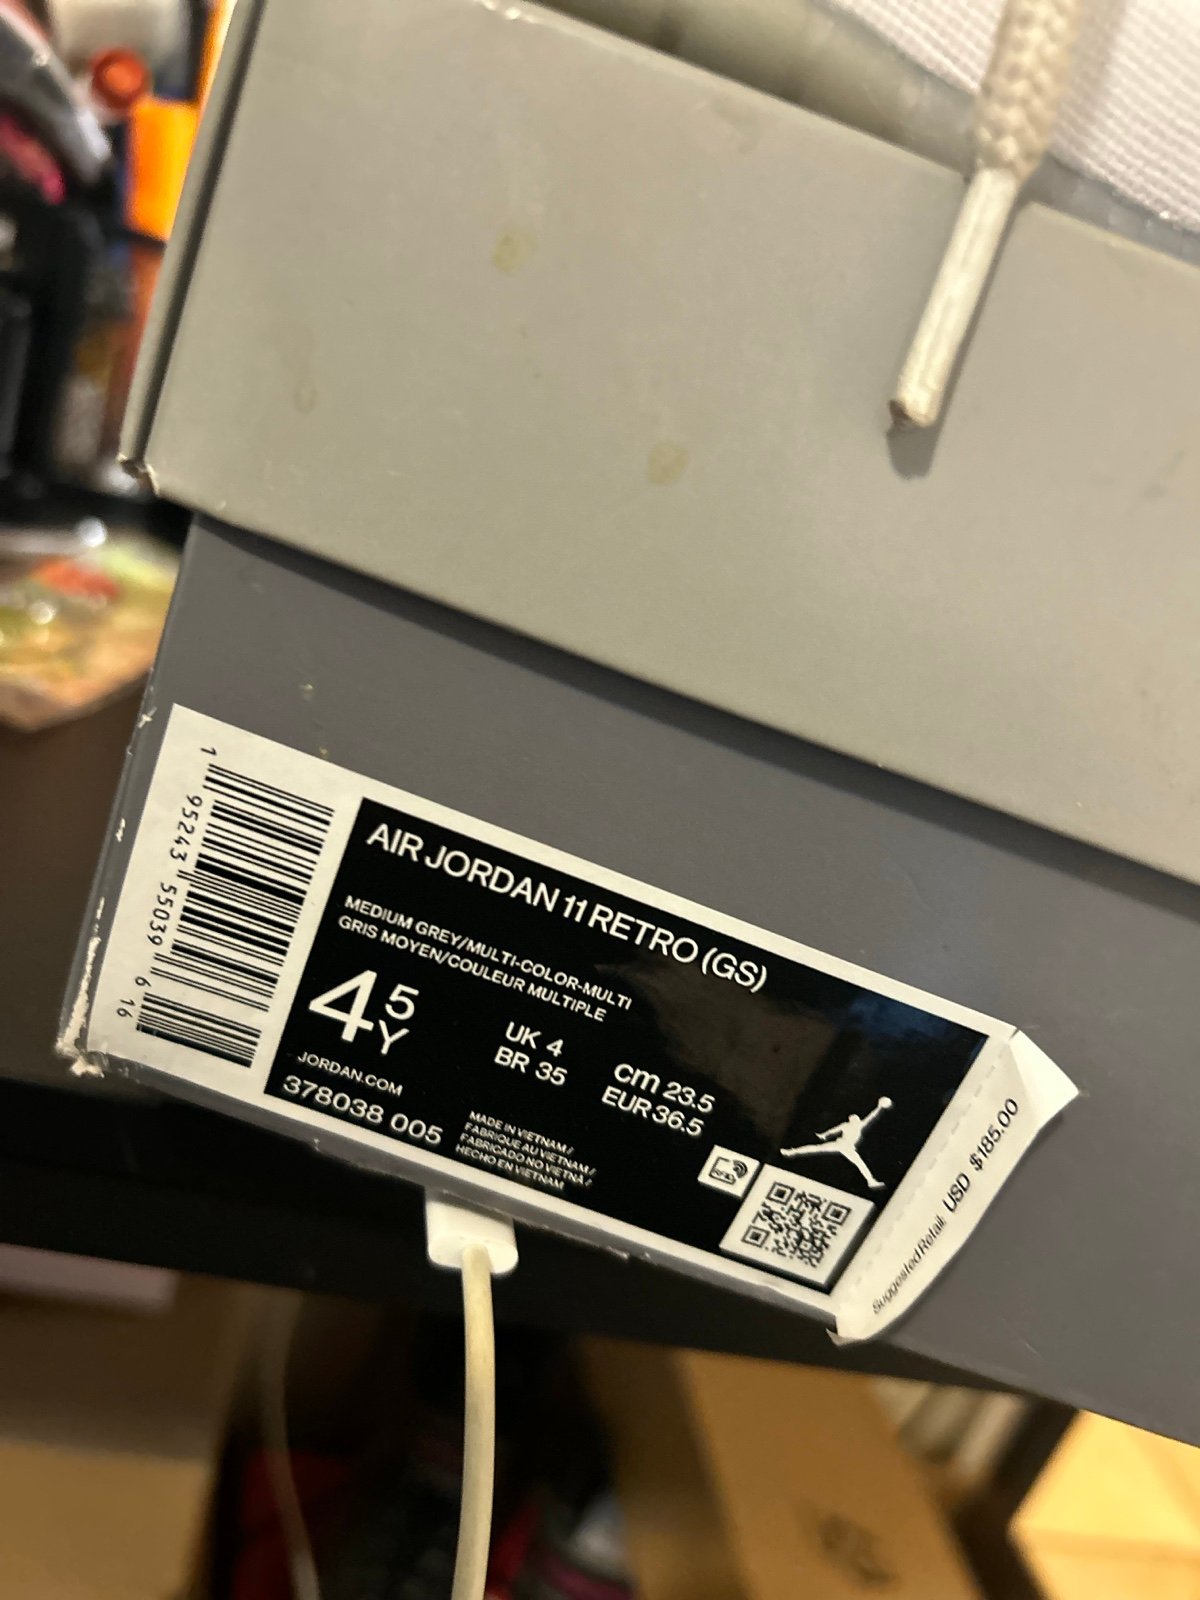 AIR JORDAN 11 RETRO (GS)
MEDIUM GREY/MULTI-COLOR-MULTI
GRIS MOYEN/COULEUR MULTIPLE
4 5 Y
UK 4
BR 35
cm 23.5
EUR 36.5
JORDAN.COM
378038 005
MADE IN VIETNAM /
FABRIQUE AU VIETNAM /
FABRICADO NO VIETNÃ /
HECHO EN VIETNAM
Suggested Retail: USD $185.00
1 95243 55039 6 16